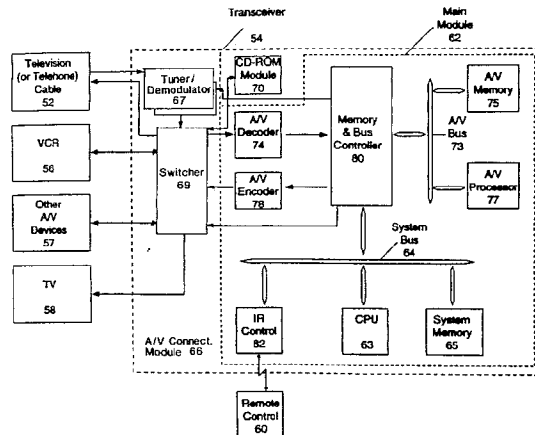 Transceiver
54
Main
Module
62
Television
(or Telehone)
Cable
52
Tuner/
Demodulator
67
CD-ROM
Module
70
A/V
Memory
75
VCR
56
Switcher
69
A/V
Decoder
74
Memory
& Bus
Controller
80
A/V
Bus
73
A/V
Encoder
78
A/V
Processor
77
Other
A/V
Devices
57
System
Bus
64
TV
58
A/V Connect.
Module 66
IR
Control
82
CPU
63
System
Memory
65
Remote
Control
60